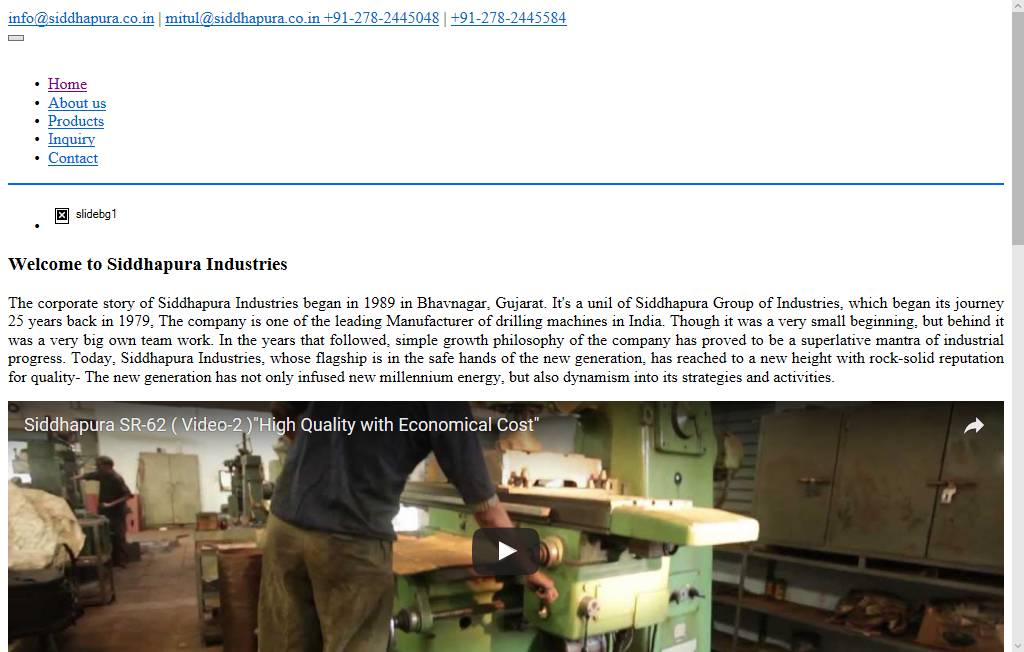 info@siddhapura.co.in | mitul@siddhapura.co.in +91-278-2445048 | +91-278-2445584
Home
About us
Products
Inquiry
Contact
slidebg1
Welcome to Siddhapura Industries
The corporate story of Siddhapura Industries began in 1989 in Bhavnagar, Gujarat. It's a unil of Siddhapura Group of Industries, which began its journey
25 years back in 1979, The company is one of the leading Manufacturer of drilling machines in India. Though it was a very small beginning, but behind it
was a very big own team work. In the years that followed, simple growth philosophy of the company has proved to be a superlative mantra of industrial
progress. Today, Siddhapura Industries, whose flagship is in the safe hands of the new generation, has reached to a new height with rock-solid reputation
for quality- The new generation has not only infused new millennium energy, but also dynamism into its strategies and activities.
Siddhapura SR-62 ( Video-2 )"High Quality with Economical Cost"